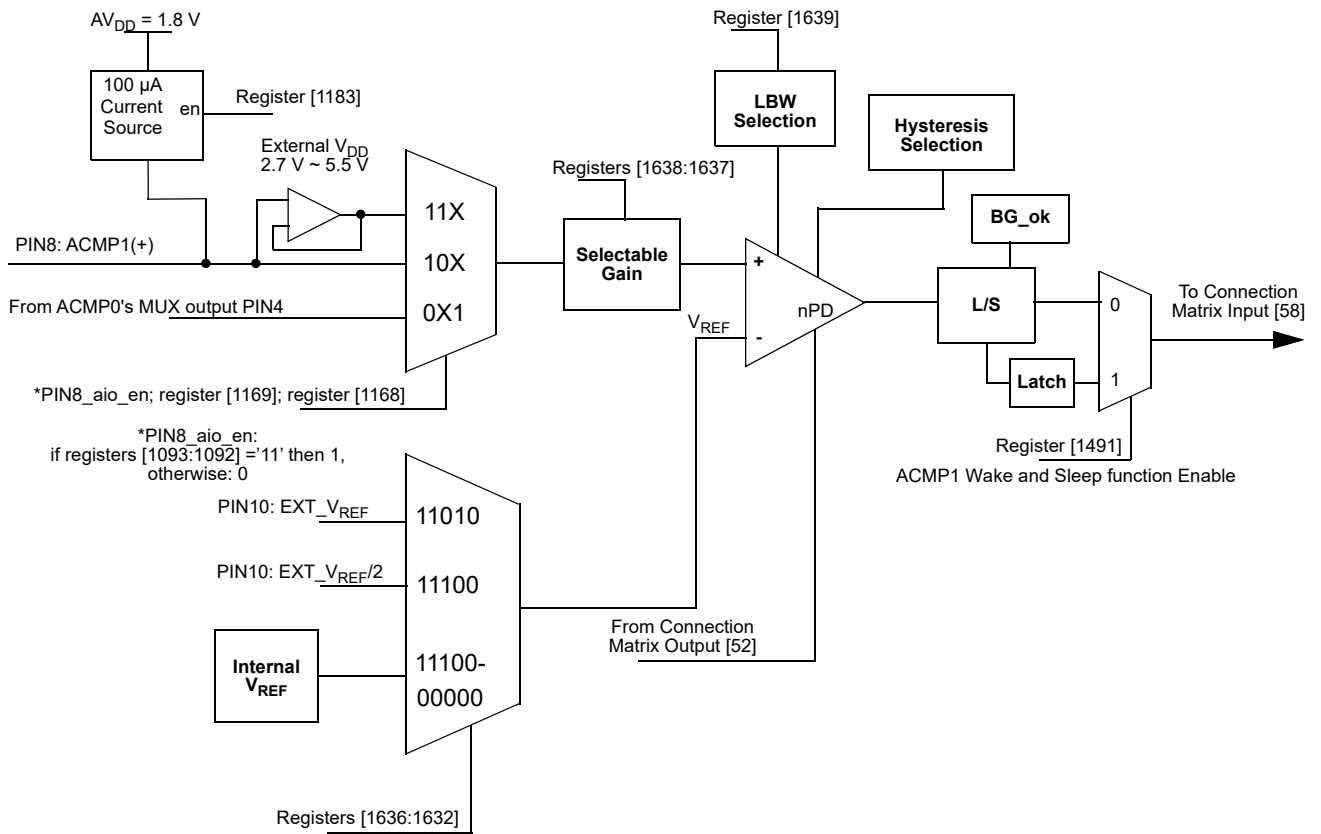 AVDD = 1.8 V
100 µA
Current
Source
en
Register [1183]
External VDD
2.7 V ~ 5.5 V
PIN8: ACMP1(+)
From ACMP0's MUX output PIN4
11X
10X
0X1
*PIN8_aio_en; register [1169]; register [1168]
*PIN8_aio_en:
if registers [1093:1092] ='11' then 1,
otherwise: 0
Registers [1638:1637]
Selectable
Gain
Register [1639]
LBW
Selection
Hysteresis
Selection
+
-
nPD
VREF
BG_ok
L/S
Latch
0
1
To Connection
Matrix Input [58]
Register [1491]
ACMP1 Wake and Sleep function Enable
PIN10: EXT_VREF
11010
PIN10: EXT_VREF/2
11100
Internal
VREF
11100-
00000
From Connection
Matrix Output [52]
Registers [1636:1632]